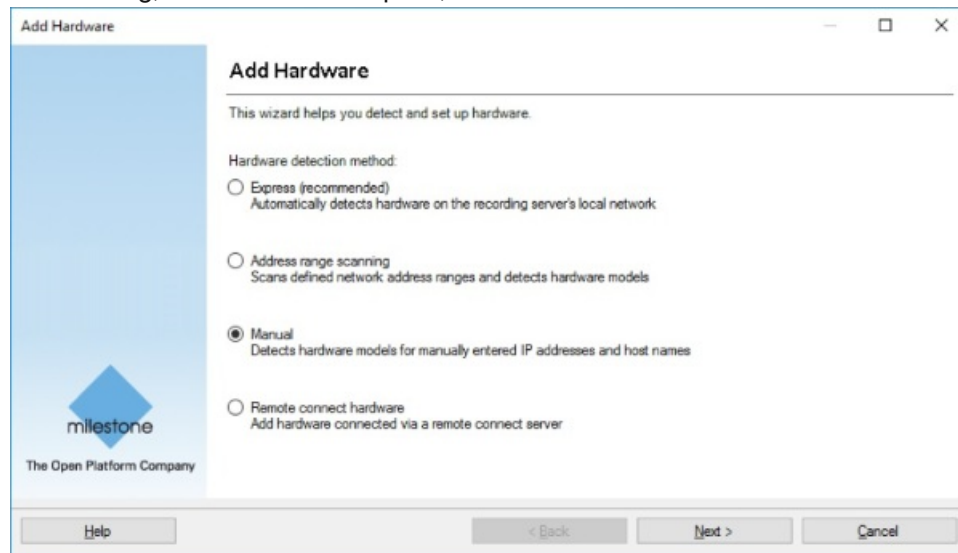 Add Hardware
Add Hardware
This wizard helps you detect and set up hardware.
Hardware detection method:
Express (recommended)
Automatically detects hardware on the recording server's local network
Address range scanning
Scans defined network address ranges and detects hardware models
Manual
Detects hardware models for manually entered IP addresses and host names
Remote connect hardware
Add hardware connected via a remote connect server
milestone
The Open Platform Company
Help
< Back
Next >
Cancel